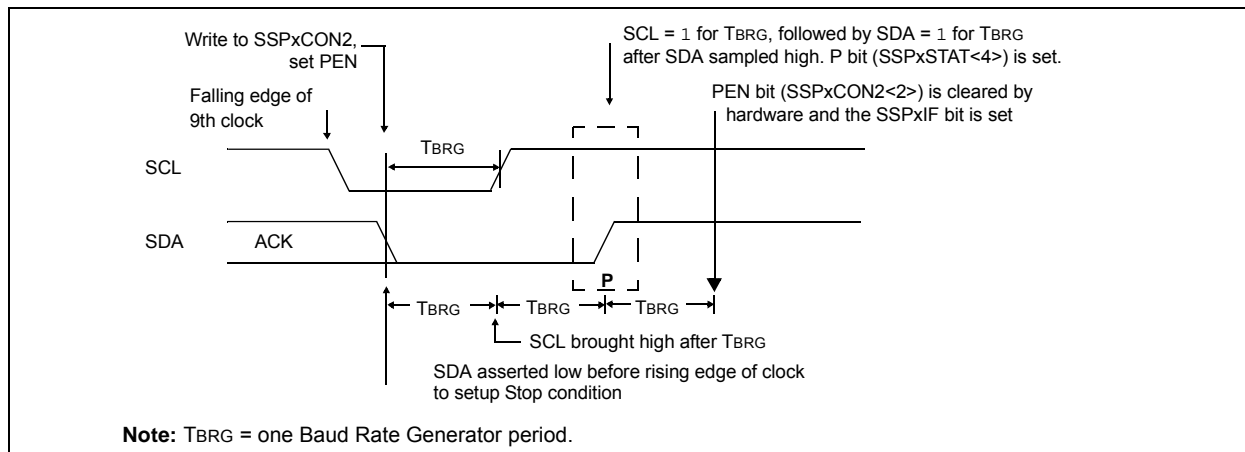 Write to SSPxCON2,
set PEN
SCL = 1 for TBRG, followed by SDA = 1 for TBRG
after SDA sampled high. P bit (SSPxSTAT<4>) is set.
Falling edge of
9th clock
PEN bit (SSPxCON2<2>) is cleared by
hardware and the SSPxIF bit is set
TBRG
SCL
SDA
ACK
P
TBRG
TBRG
TBRG
SCL brought high after TBRG
SDA asserted low before rising edge of clock
to setup Stop condition
Note: TBRG = one Baud Rate Generator period.